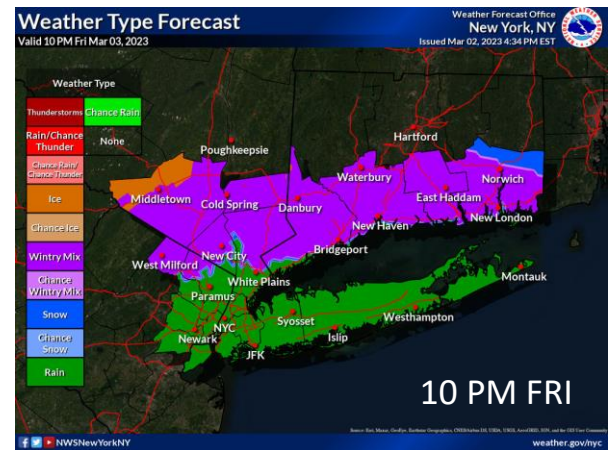 Weather Type Forecast
Valid 10 PM Fri Mar 03, 2023
Weather Forecast Office
New York, NY
Issued Mar 02, 2023 4:34 PM EST
Weather Type
Thunderstorms
Chance Rain
Rain/Chance
Thunder
None
Chance Rain/
Chance Thunder
Ice
Chance Ice
Wintry Mix
Chance
Wintry Mix
Snow
Chance
Snow
Rain
Poughkeepsie
Hartford
Waterbury
Norwich
Middletown
Cold Spring
Danbury
East Haddam
New Haven
New London
New City
Bridgeport
West Milford
White Plains
Montauk
Paramus
NYC
Syosset
Westhampton
Newark
Islip
JFK
10 PM FRI
NWSNewYorkNY
weather.gov/nyc